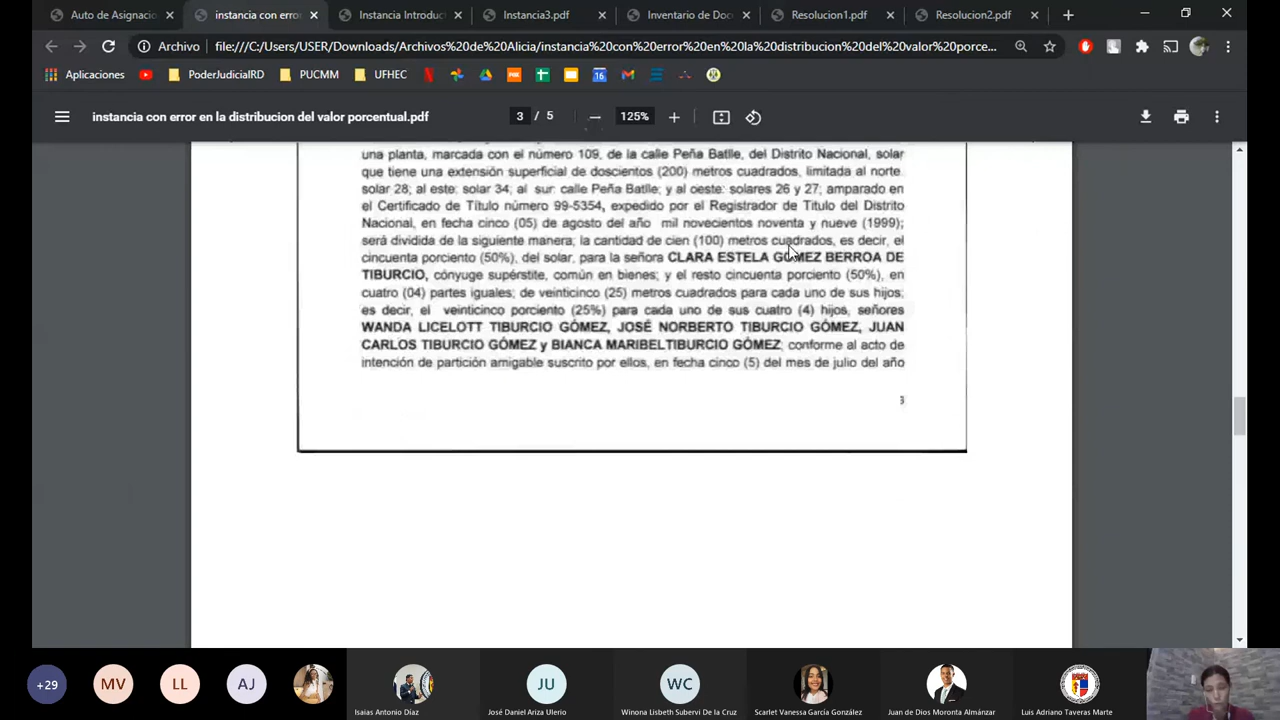 Auto de Asignacio
instancia con error
Instancia Introduc
Instancia3.pdf
Inventario de Doc
Resolucion1.pdf
Resolucion2.pdf
Archivo
file:///C:/Users/USER/Downloads/Archivos%20de%20Alicia/instancia%20con%20error%20en%20la%20distribucion%20del%20valor%20porce...
Aplicaciones
PoderJudicialRD
PUCMM
UFHEC
instancia con error en la distribucion del valor porcentual.pdf
3 / 5
125%
una planta, marcada con el número 109, de la calle Peña Batlle, del Distrito Nacional, solar
que tiene una extensión superficial de doscientos (200) metros cuadrados, limitada al norte.
solar 28; al este: solar 34; al sur: calle Peña Batlle; y al oeste: solares 26 y 27; amparado en
el Certificado de Título número 99-5354, expedido por el Registrador de Titulo del Distrito
Nacional, en fecha cinco (05) de agosto del año mil novecientos noventa y nueve (1999);
será dividida de la siguiente manera; la cantidad de cien (100) metros cuadrados, es decir, el
cincuenta porciento (50%), del solar, para la señora CLARA ESTELA GÓMEZ BERROA DE
TIBURCIO, cónyuge supérstite, común en bienes; y el resto cincuenta porciento (50%), en
cuatro (04) partes iguales; de veinticinco (25) metros cuadrados para cada uno de sus hijos;
es decir, el veinticinco porciento (25%) para cada uno de sus cuatro (4) hijos, señores
WANDA LICELOTT TIBURCIO GÓMEZ, JOSÉ NORBERTO TIBURCIO GÓMEZ, JUAN
CARLOS TIBURCIO GÓMEZ y BIANCA MARIBELTIBURCIO GÓMEZ; conforme al acto de
intención de partición amigable suscrito por ellos, en fecha cinco (5) del mes de julio del año
3
+29
MV
LL
AJ
JU
WC
Isaias Antonio Díaz
José Daniel Ariza Ulerio
Winona Lisbeth Subervi De la Cruz
Scarlet Vanessa García González
Juan de Dios Moronta Almánzar
Luis Adriano Taveras Marte